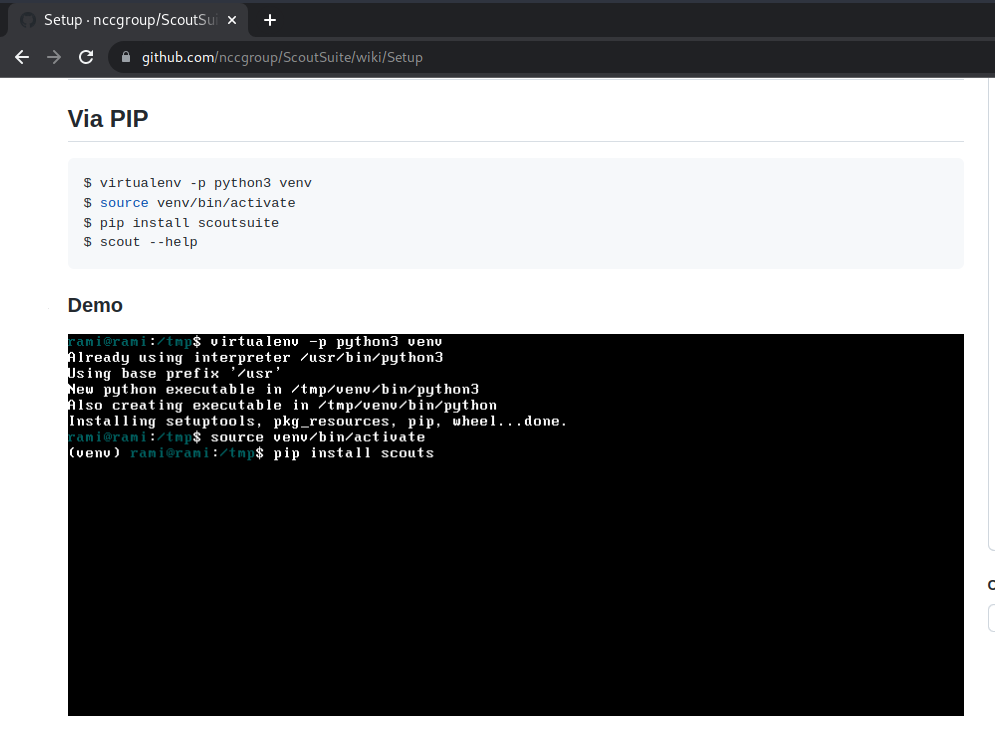 Setup · nccgroup/ScoutSui
github.com/nccgroup/ScoutSuite/wiki/Setup
Via PIP
$ virtualenv -p python3 venv
$ source venv/bin/activate
$ pip install scoutsuite
$ scout --help
Demo
rami@rami:/tmp$ virtualenv -p python3 venv
Already using interpreter /usr/bin/python3
Using base prefix '/usr'
New python executable in /tmp/venv/bin/python3
Also creating executable in /tmp/venv/bin/python
Installing setuptools, pkg_resources, pip, wheel...done.
rami@rami:/tmp$ source venv/bin/activate
(venv) rami@rami:/tmp$ pip install scouts